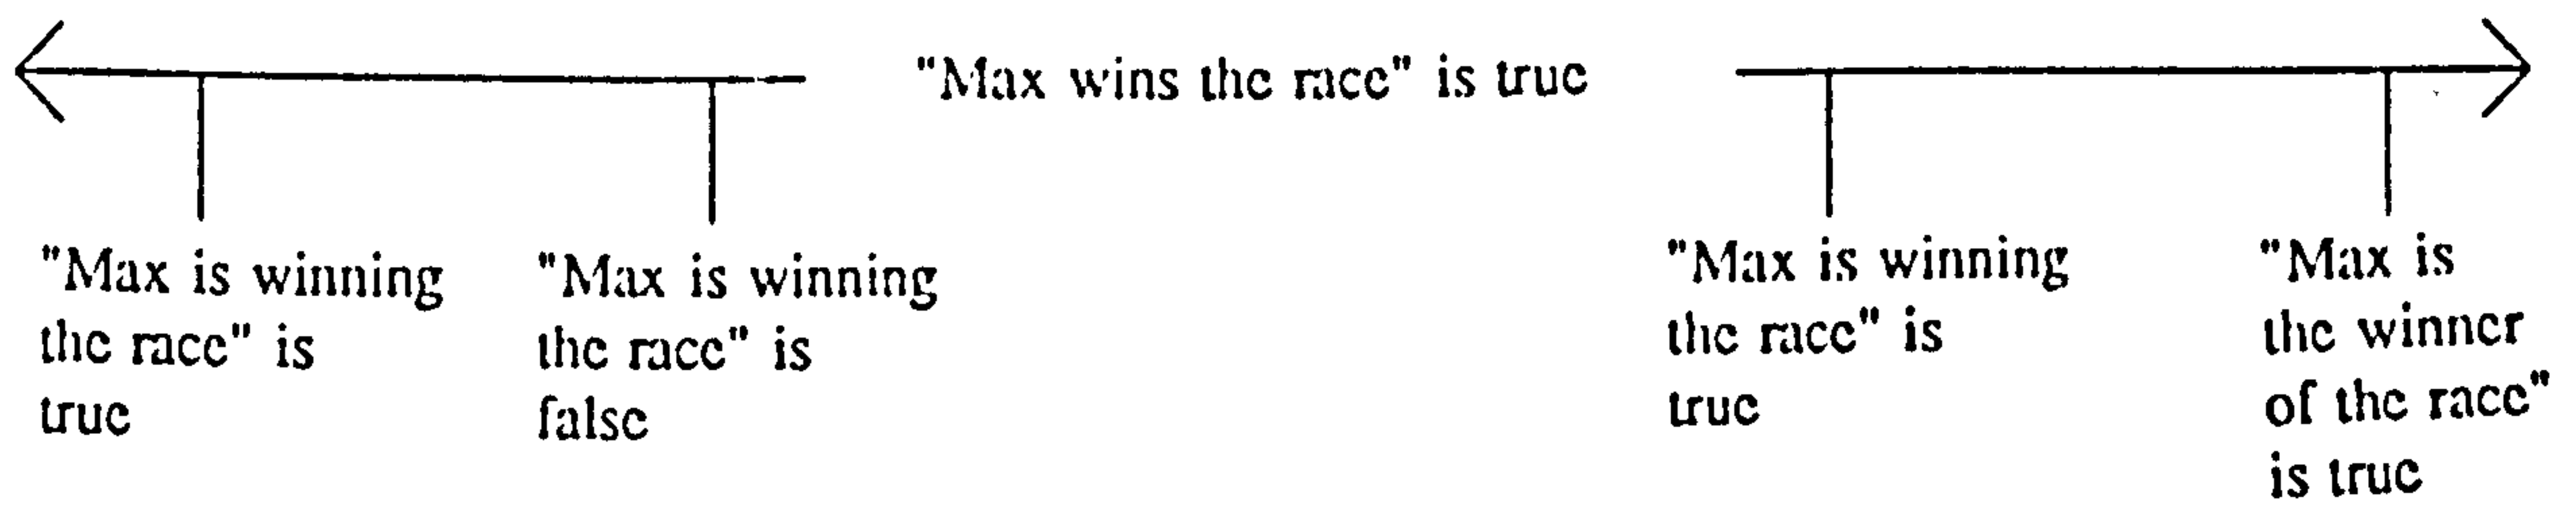 "Max wins the race" is true
"Max is winning
the race" is
true
"Max is winning
the race" is
false
"Max is winning
the race" is
true
"Max is
the winner
of the race"
is true